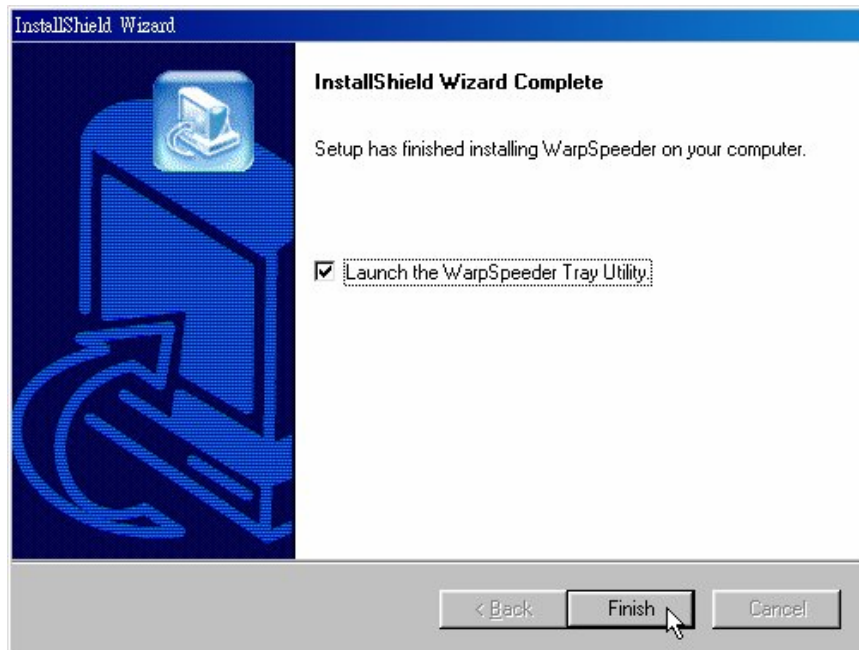 InstallShield Wizard
InstallShield Wizard Complete
Setup has finished installing WarpSpeeder on your computer.
Launch the WarpSpeeder Tray Utility.
< Back Finish Cancel